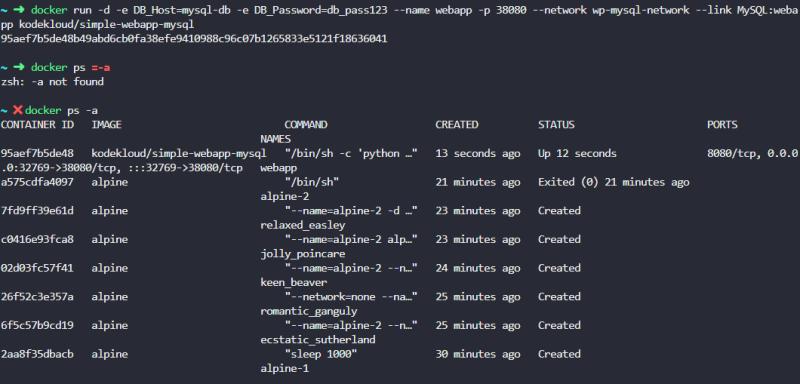 ~ ➜ docker run -d -e DB_Host=mysql-db -e DB_Password=db_pass123 --name webapp -p 38080 --network wp-mysql-network --link MySQL:weba
pp kodekloud/simple-webapp-mysql
95aef7b5de48b49abd6cb0fa38efe9410988c96c07b1265833e5121f18636041
~ ➜ docker ps =-a
zsh: -a not found
~ ✖ docker ps -a
CONTAINER ID IMAGE COMMAND CREATED STATUS PORTS
NAMES
95aef7b5de48 kodekloud/simple-webapp-mysql "/bin/sh -c 'python …" 13 seconds ago Up 12 seconds 8080/tcp, 0.0.0
.0:32769->38080/tcp, :::32769->38080/tcp webapp
a575cdfa4097 alpine "/bin/sh" 21 minutes ago Exited (0) 21 minutes ago
alpine-2
7fd9ff39e61d alpine "--name=alpine-2 -d …" 23 minutes ago Created
relaxed_easley
c0416e93fca8 alpine "--name=alpine-2 alp…" 23 minutes ago Created
jolly_poincare
02d03fc57f41 alpine "--name=alpine-2 --n…" 24 minutes ago Created
keen_beaver
26f52c3e357a alpine "--network=none --na…" 25 minutes ago Created
romantic_ganguly
6f5c57b9cd19 alpine "--name=alpine-2 --n…" 25 minutes ago Created
ecstatic_sutherland
2aa8f35dbacb alpine "sleep 1000" 30 minutes ago Created
alpine-1